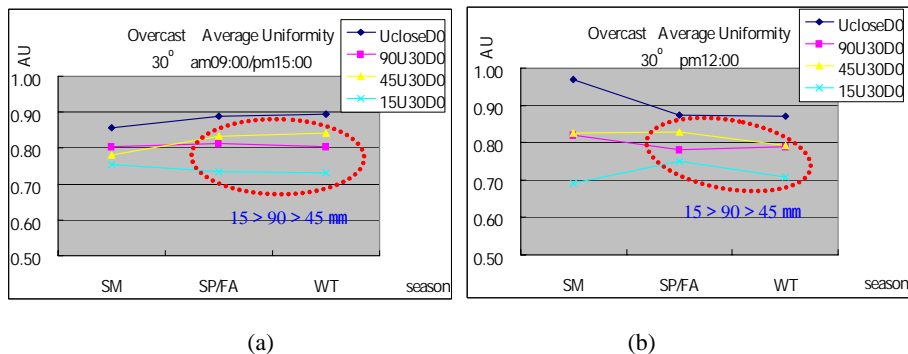 Overcast Average Uniformity
30° am09:00/pm15:00
UcloseD0
90U30D0
45U30D0
15U30D0
AU
1.00
0.90
0.80
0.70
0.60
0.50
15 > 90 > 45 ㎜
SM
SP/FA
WT
season
(a)
Overcast Average Uniformity
30° pm12:00
UcloseD0
90U30D0
45U30D0
15U30D0
AU
1.00
0.90
0.80
0.70
0.60
0.50
15 > 90 > 45 ㎜
SM
SP/FA
WT
season
(b)